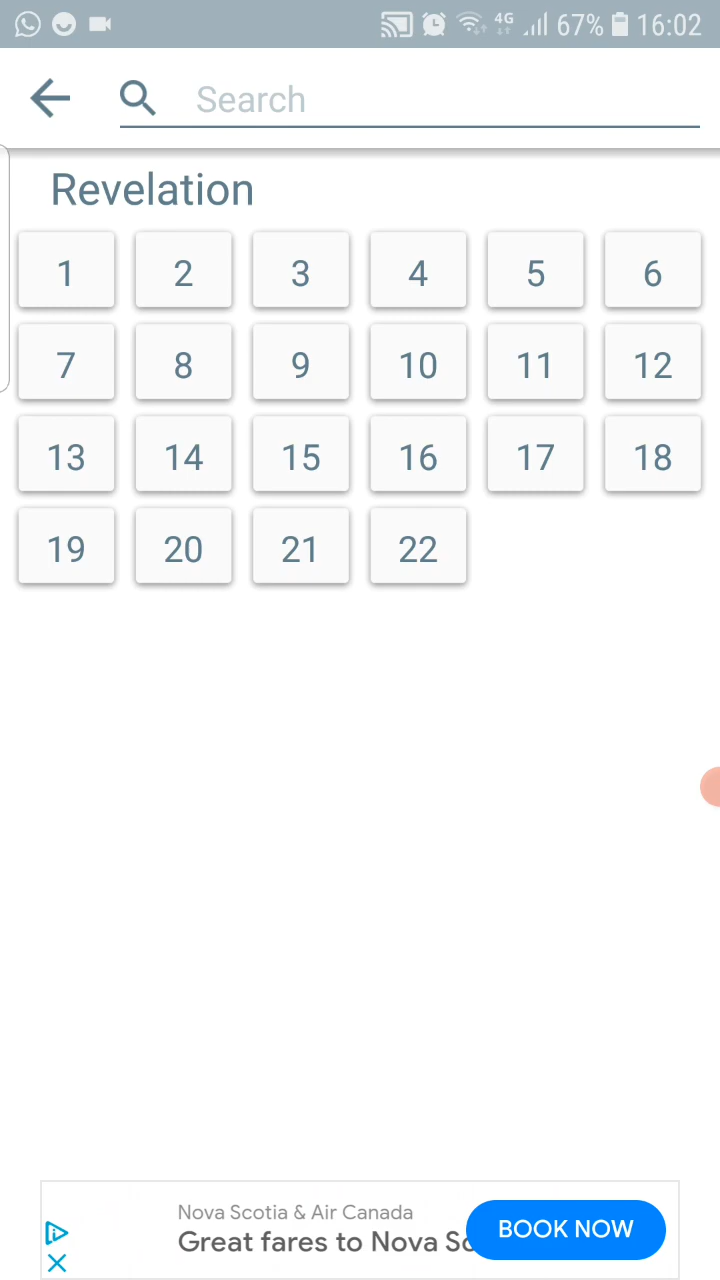 4G 67% 16:02
Search
Revelation
1 2 3 4 5 6
7 8 9 10 11 12
13 14 15 16 17 18
19 20 21 22
Nova Scotia & Air Canada
Great fares to Nova
BOOK NOW